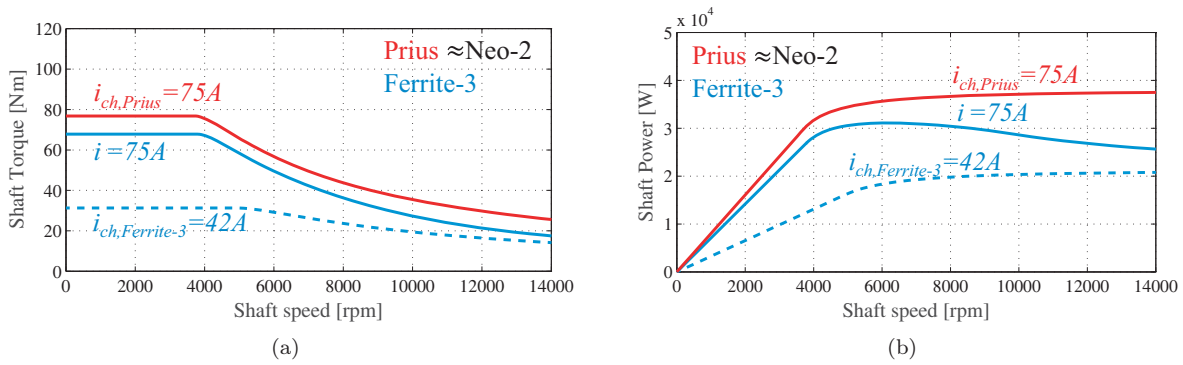 120
100
80
60
40
20
0
Shaft Torque [Nm]
Prius ≈Neo-2
Ferrite-3
i_ch,Prius=75A
i=75A
i_ch,Ferrite-3=42A
0 2000 4000 6000 8000 10000 12000 14000
Shaft speed [rpm]
(a)
x 10^4
5
4
3
2
1
0
Shaft Power [W]
Prius ≈Neo-2
Ferrite-3
i_ch,Prius=75A
i=75A
i_ch,Ferrite-3=42A
0 2000 4000 6000 8000 10000 12000 14000
Shaft speed [rpm]
(b)